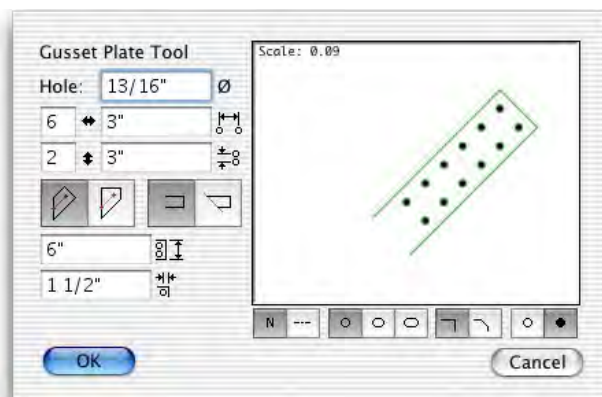 Gusset Plate Tool
Hole: 13/16" Ø
6 3"
2 3"
6"
1 1/2"
Scale: 0.09
N
OK
Cancel